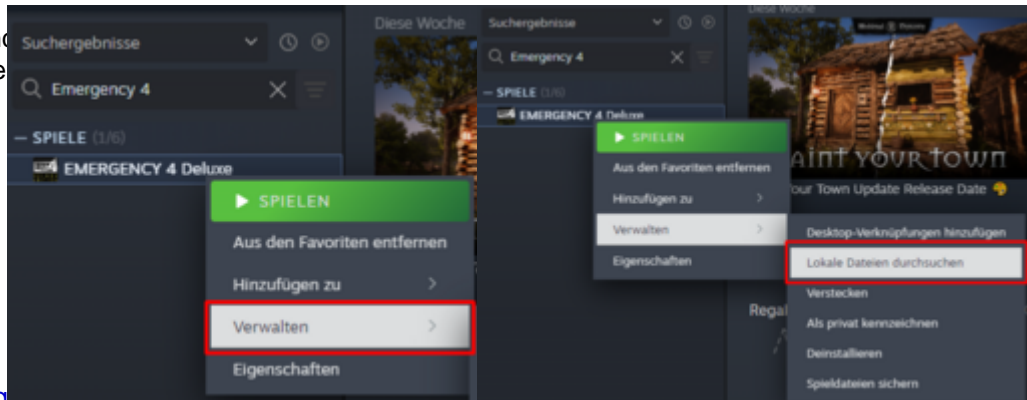 Suchergebnisse
Emergency 4
— SPIELE (1/6)
EMERGENCY 4 Deluxe
SPIELEN
Aus den Favoriten entfernen
Hinzufügen zu
Verwalten
Eigenschaften
Diese Woche
Suchergebnisse
Emergency 4
— SPIELE (1/6)
EMERGENCY 4 Deluxe
SPIELEN
Aus den Favoriten entfernen
Hinzufügen zu
Verwalten
Eigenschaften
Desktop-Verknüpfungen hinzufügen
Lokale Dateien durchsuchen
Verstecken
Als privat kennzeichnen
Deinstallieren
Spieldateien sichern
Diese Woche
YOUR TOWN
Your Town Update Release Date